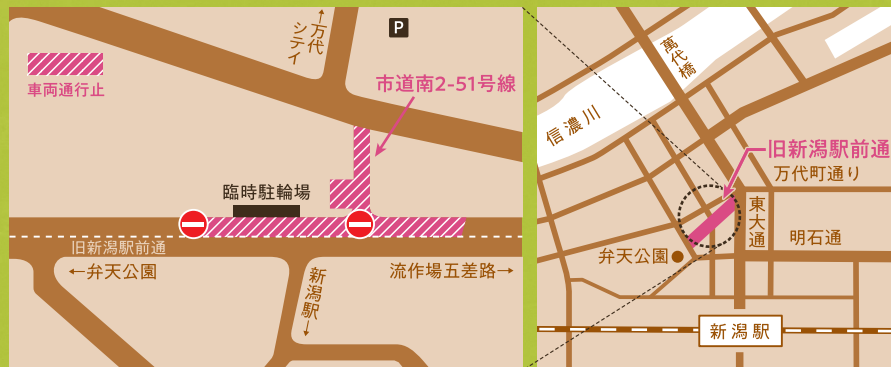 ←万代シテイ
P
車両通行止
市道南2-51号線
臨時駐輪場
旧新潟駅前通
←弁天公園
新潟駅→
流作場五差路→
萬代橋
信濃川
旧新潟駅前通
万代町通り
東大通
明石通
弁天公園
新潟駅